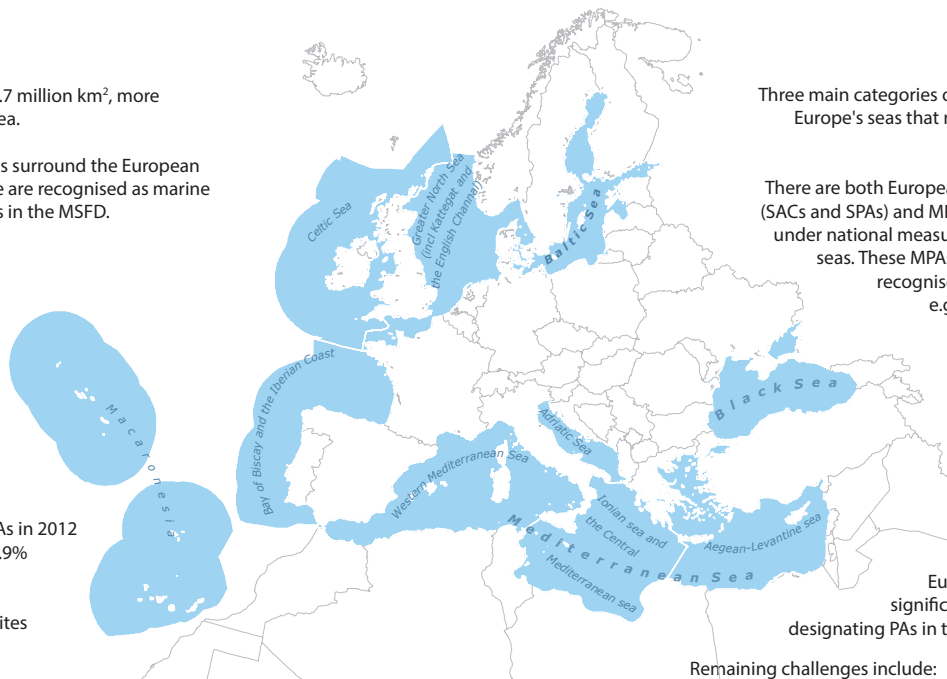 .7 million km², more
ea.
s surround the European
e are recognised as marine
s in the MSFD.
Three main categories o
Europe's seas that r
There are both Europea
(SACs and SPAs) and M
under national measu
seas. These MPA
recognise
e.g
Celtic Sea
Greater North Sea
(incl Kattegat and
the English Channal)
Baltic Sea
Macaronesia
Bay of Biscay and the Iberian Coast
Black Sea
Adriatic Sea
Western Mediterranean Sea
Ionian sea and
the Central
Mediterranean sea
Mediterranean Sea
Aegean-Levantine sea
As in 2012
.9%
ites
Eu
signific
designating PAs in t
Remaining challenges include: